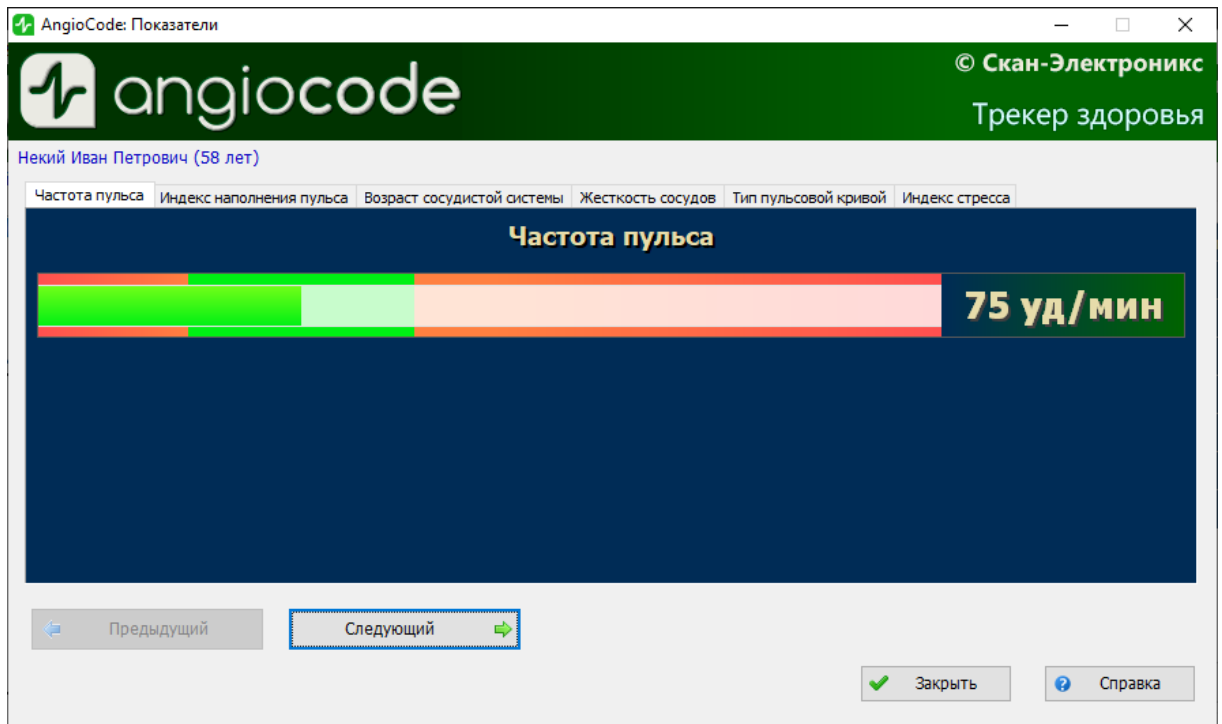 AngioCode: Показатели
angiocode
© Скан-Электроникс
Трекер здоровья
Некий Иван Петрович (58 лет)
Частота пульса Индекс наполнения пульса Возраст сосудистой системы Жесткость сосудов Тип пульсовой кривой Индекс стресса
Частота пульса
75 уд/мин
Предыдущий Следующий
Закрыть Справка